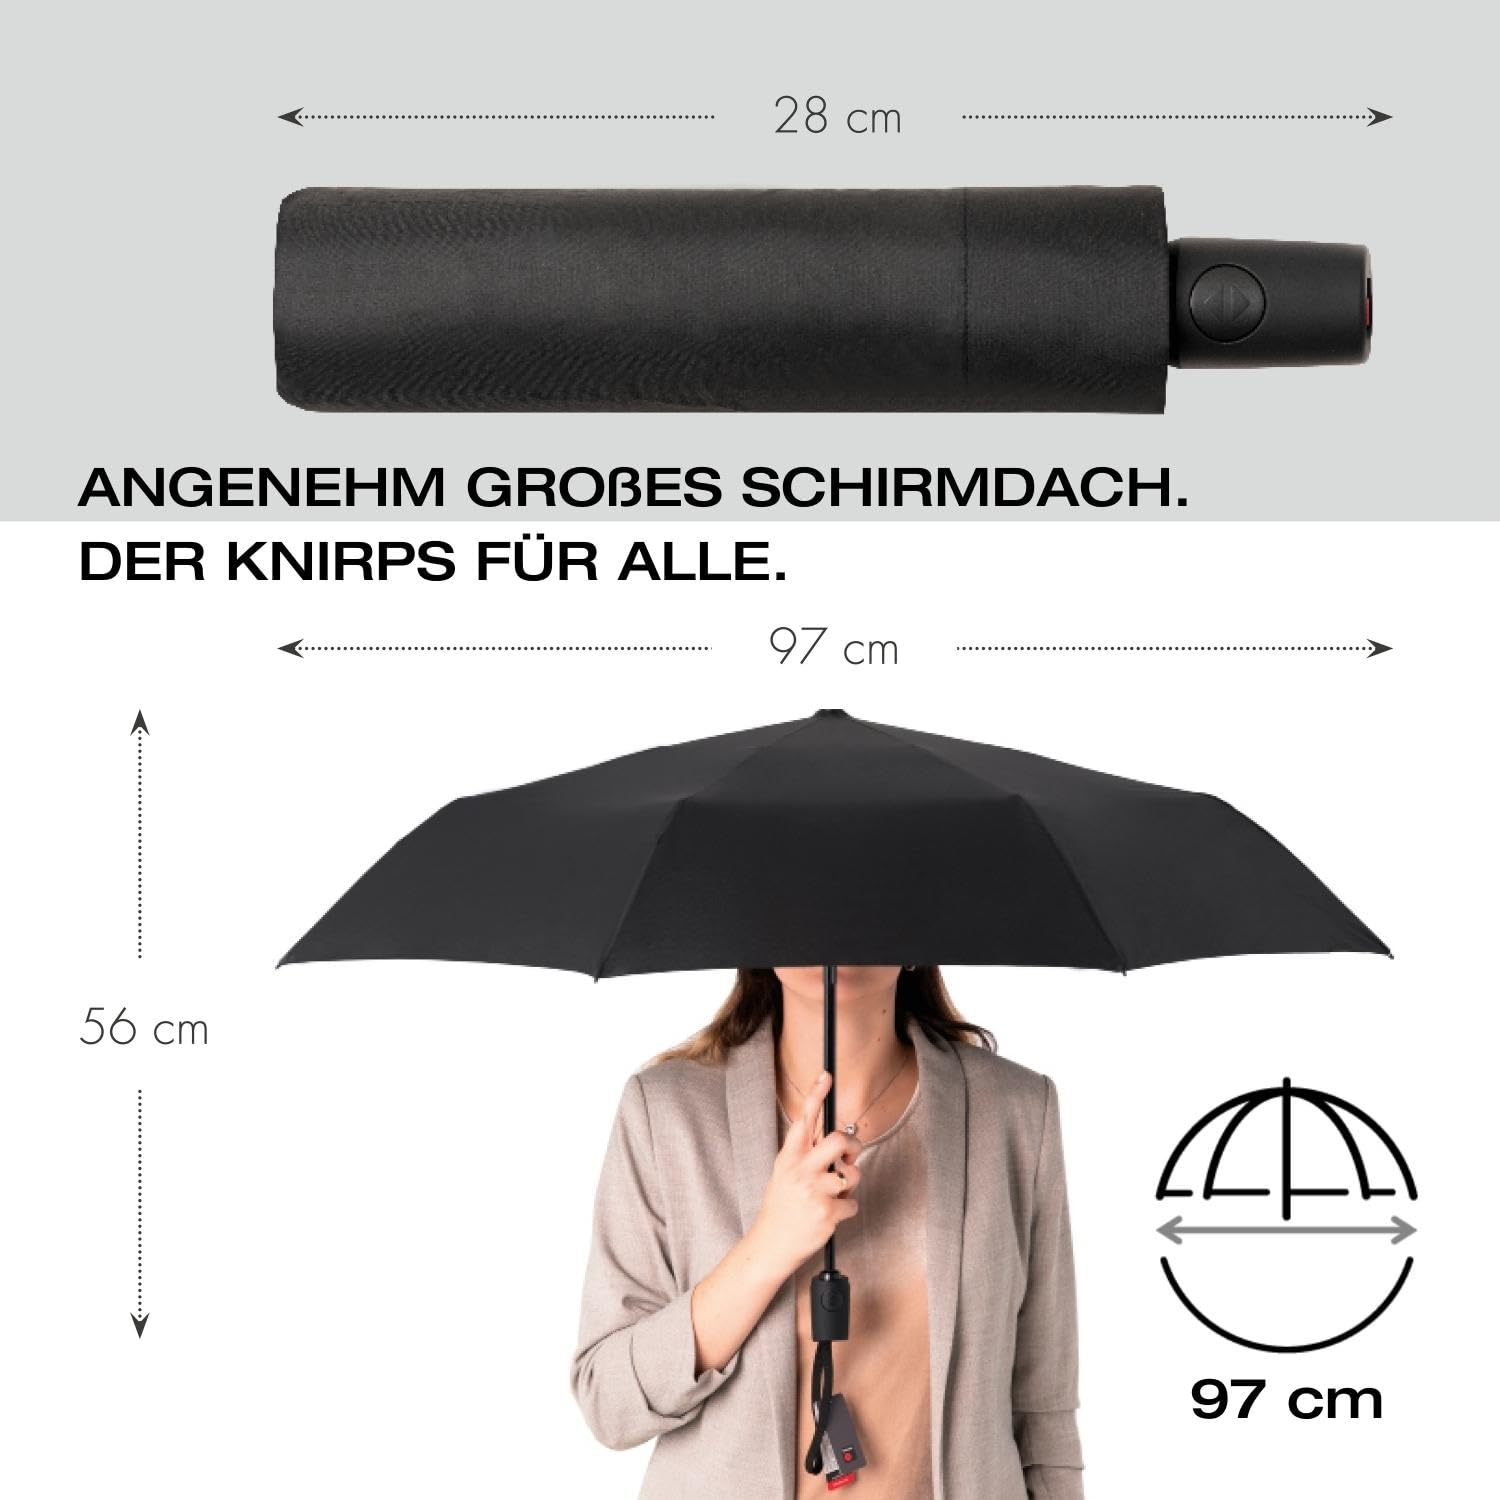 28 cm
ANGENEHM GROßES SCHIRMDACH.
DER KNIRPS FÜR ALLE.
97 cm
56 cm
97 cm